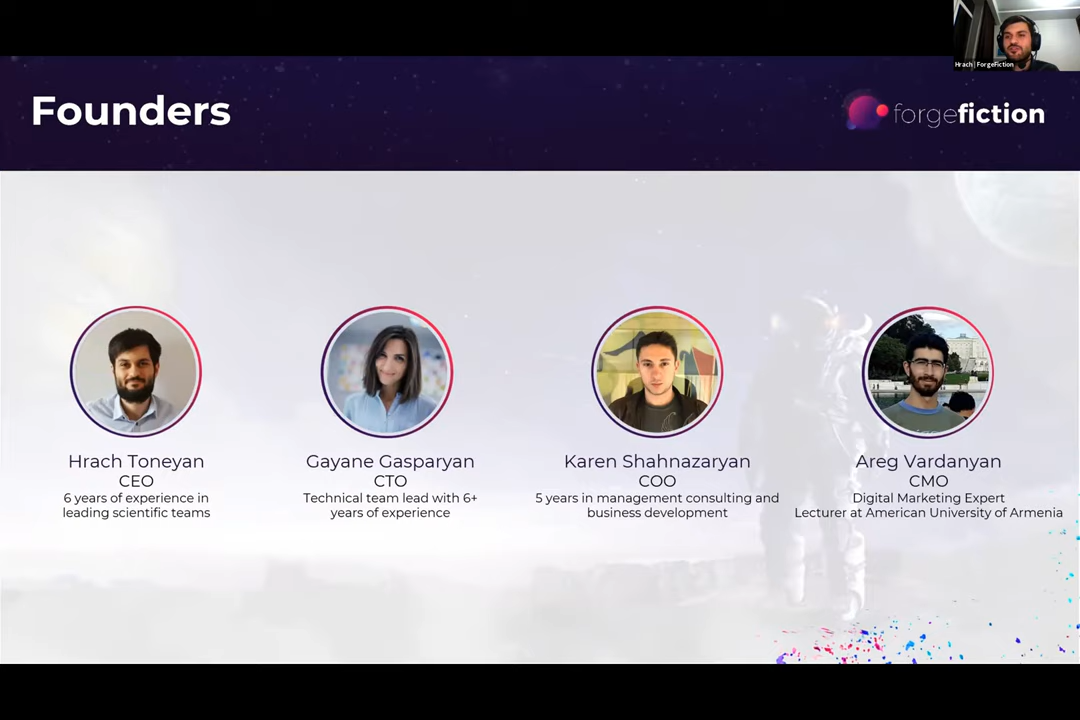 Hrach | ForgeFiction
Founders
forgefiction
Hrach Toneyan
CEO
6 years of experience in
leading scientific teams
Gayane Gasparyan
CTO
Technical team lead with 6+
years of experience
Karen Shahnazaryan
COO
5 years in management consulting and
business development
Areg Vardanyan
CMO
Digital Marketing Expert
Lecturer at American University of Armenia